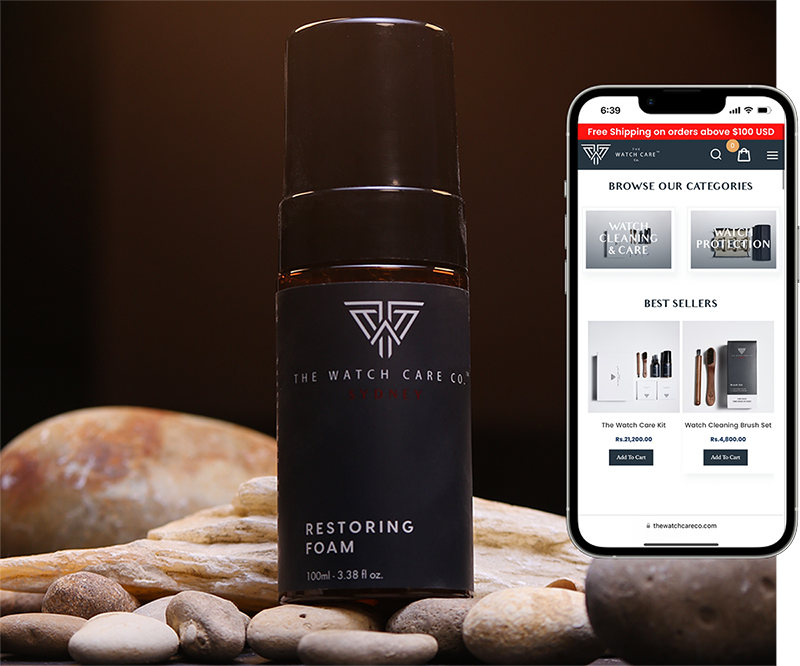 THE WATCH CARE CO.™
SYDNEY
RESTORING
FOAM
100ml - 3.38 fl oz.
6:39
Free Shipping on orders above $100 USD
THE
WATCH CARE™
Co.
0
BROWSE OUR CATEGORIES
WATCH
CLEANING
& CARE
WATCH
PROTECTION
BEST SELLERS
The Watch Care Kit
Rs.21,200.00
Add To Cart
Watch Cleaning Brush Set
Rs.4,800.00
Add To Cart
thewatchcareco.com